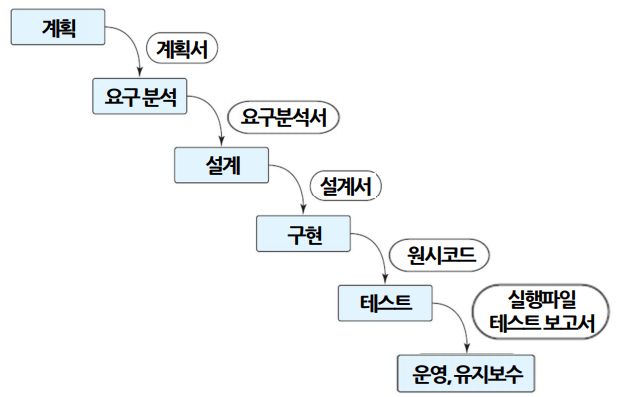 계획
계획서
요구 분석
요구분석서
설계
설계서
구현
원시코드
테스트
실행파일
테스트 보고서
운영, 유지보수